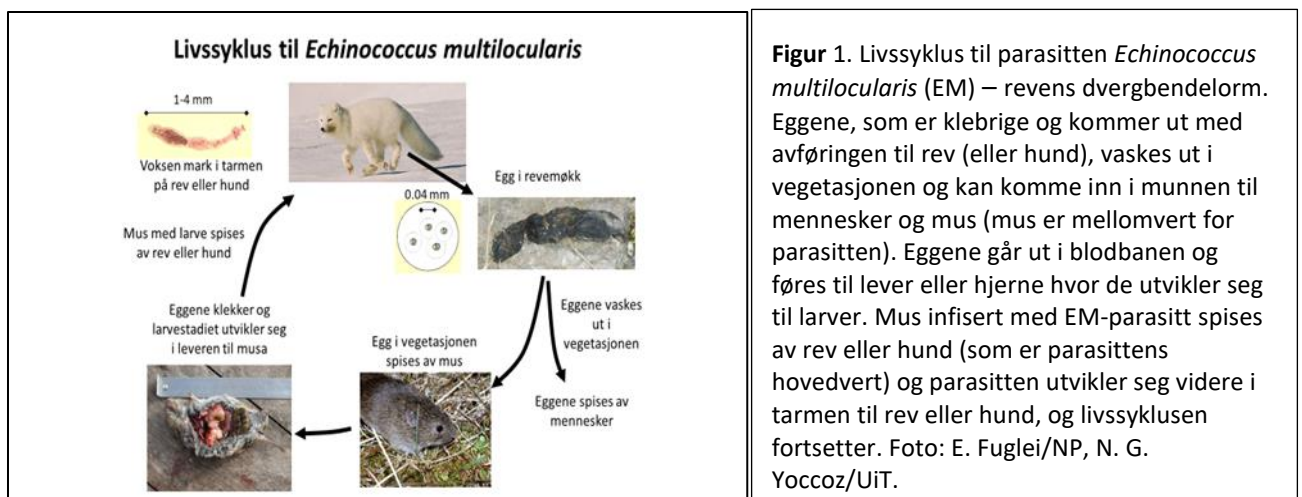 Livssyklus til Echinococcus multilocularis
1-4 mm
Voksen mark i tarmen
på rev eller hund
Egg i revemøkk
0.04 mm
Mus med larve spises
av rev eller hund
Eggene klekker og
larvestadiet utvikler seg
i leveren til musa
Egg i vegetasjonen
spises av mus
Eggene vaskes
ut i
vegetasjonen
Eggene spises av
mennesker
Figur 1. Livssyklus til parasitten Echinococcus
multilocularis (EM) – revens dvergbendelorm.
Eggene, som er klebrige og kommer ut med
avføringen til rev (eller hund), vaskes ut i
vegetasjonen og kan komme inn i munnen til
mennesker og mus (mus er mellomvert for
parasitten). Eggene går ut i blodbanen og
føres til lever eller hjerne hvor de utvikler seg
til larver. Mus infisert med EM-parasitt spises
av rev eller hund (som er parasittens
hovedvert) og parasitten utvikler seg videre i
tarmen til rev eller hund, og livssyklusen
fortsetter. Foto: E. Fuglei/NP, N. G.
Yoccoz/UiT.